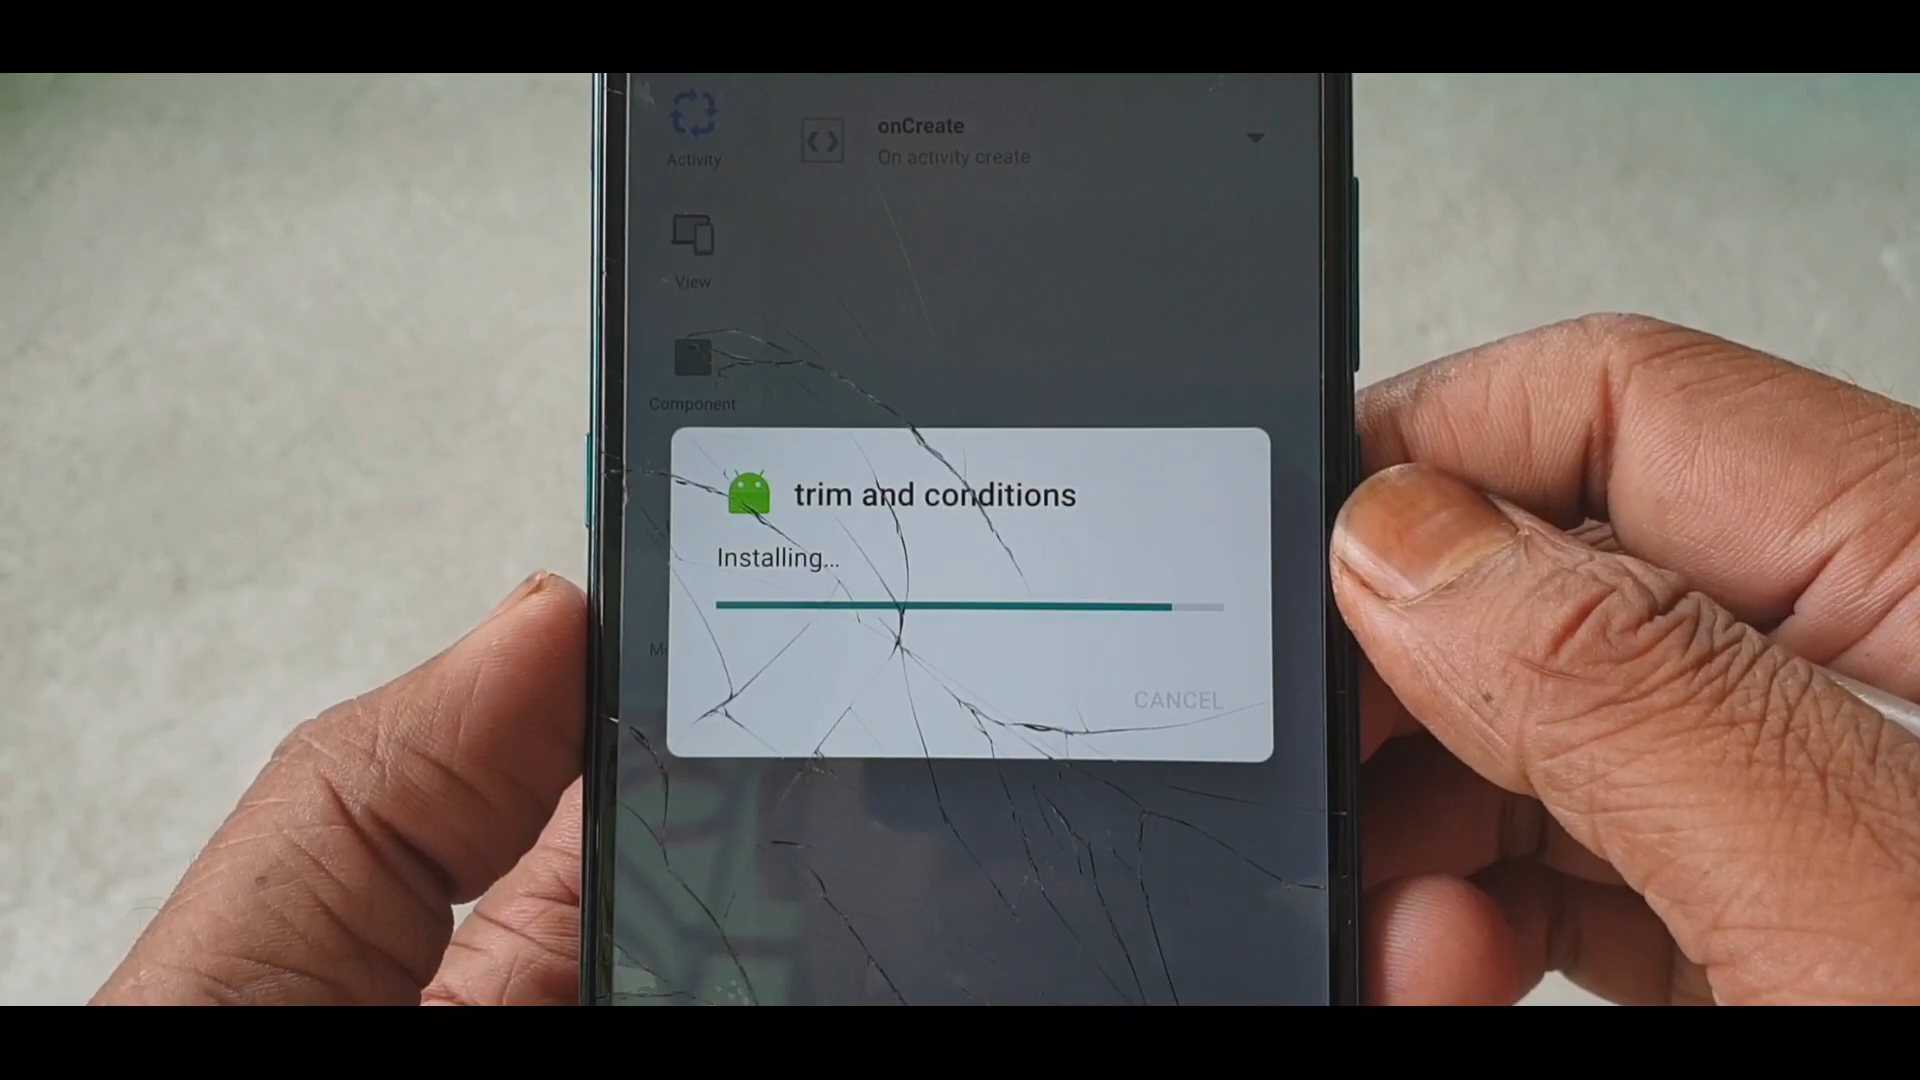 onCreate
On activity create
Activity
View
Component
trim and conditions
Installing...
CANCEL